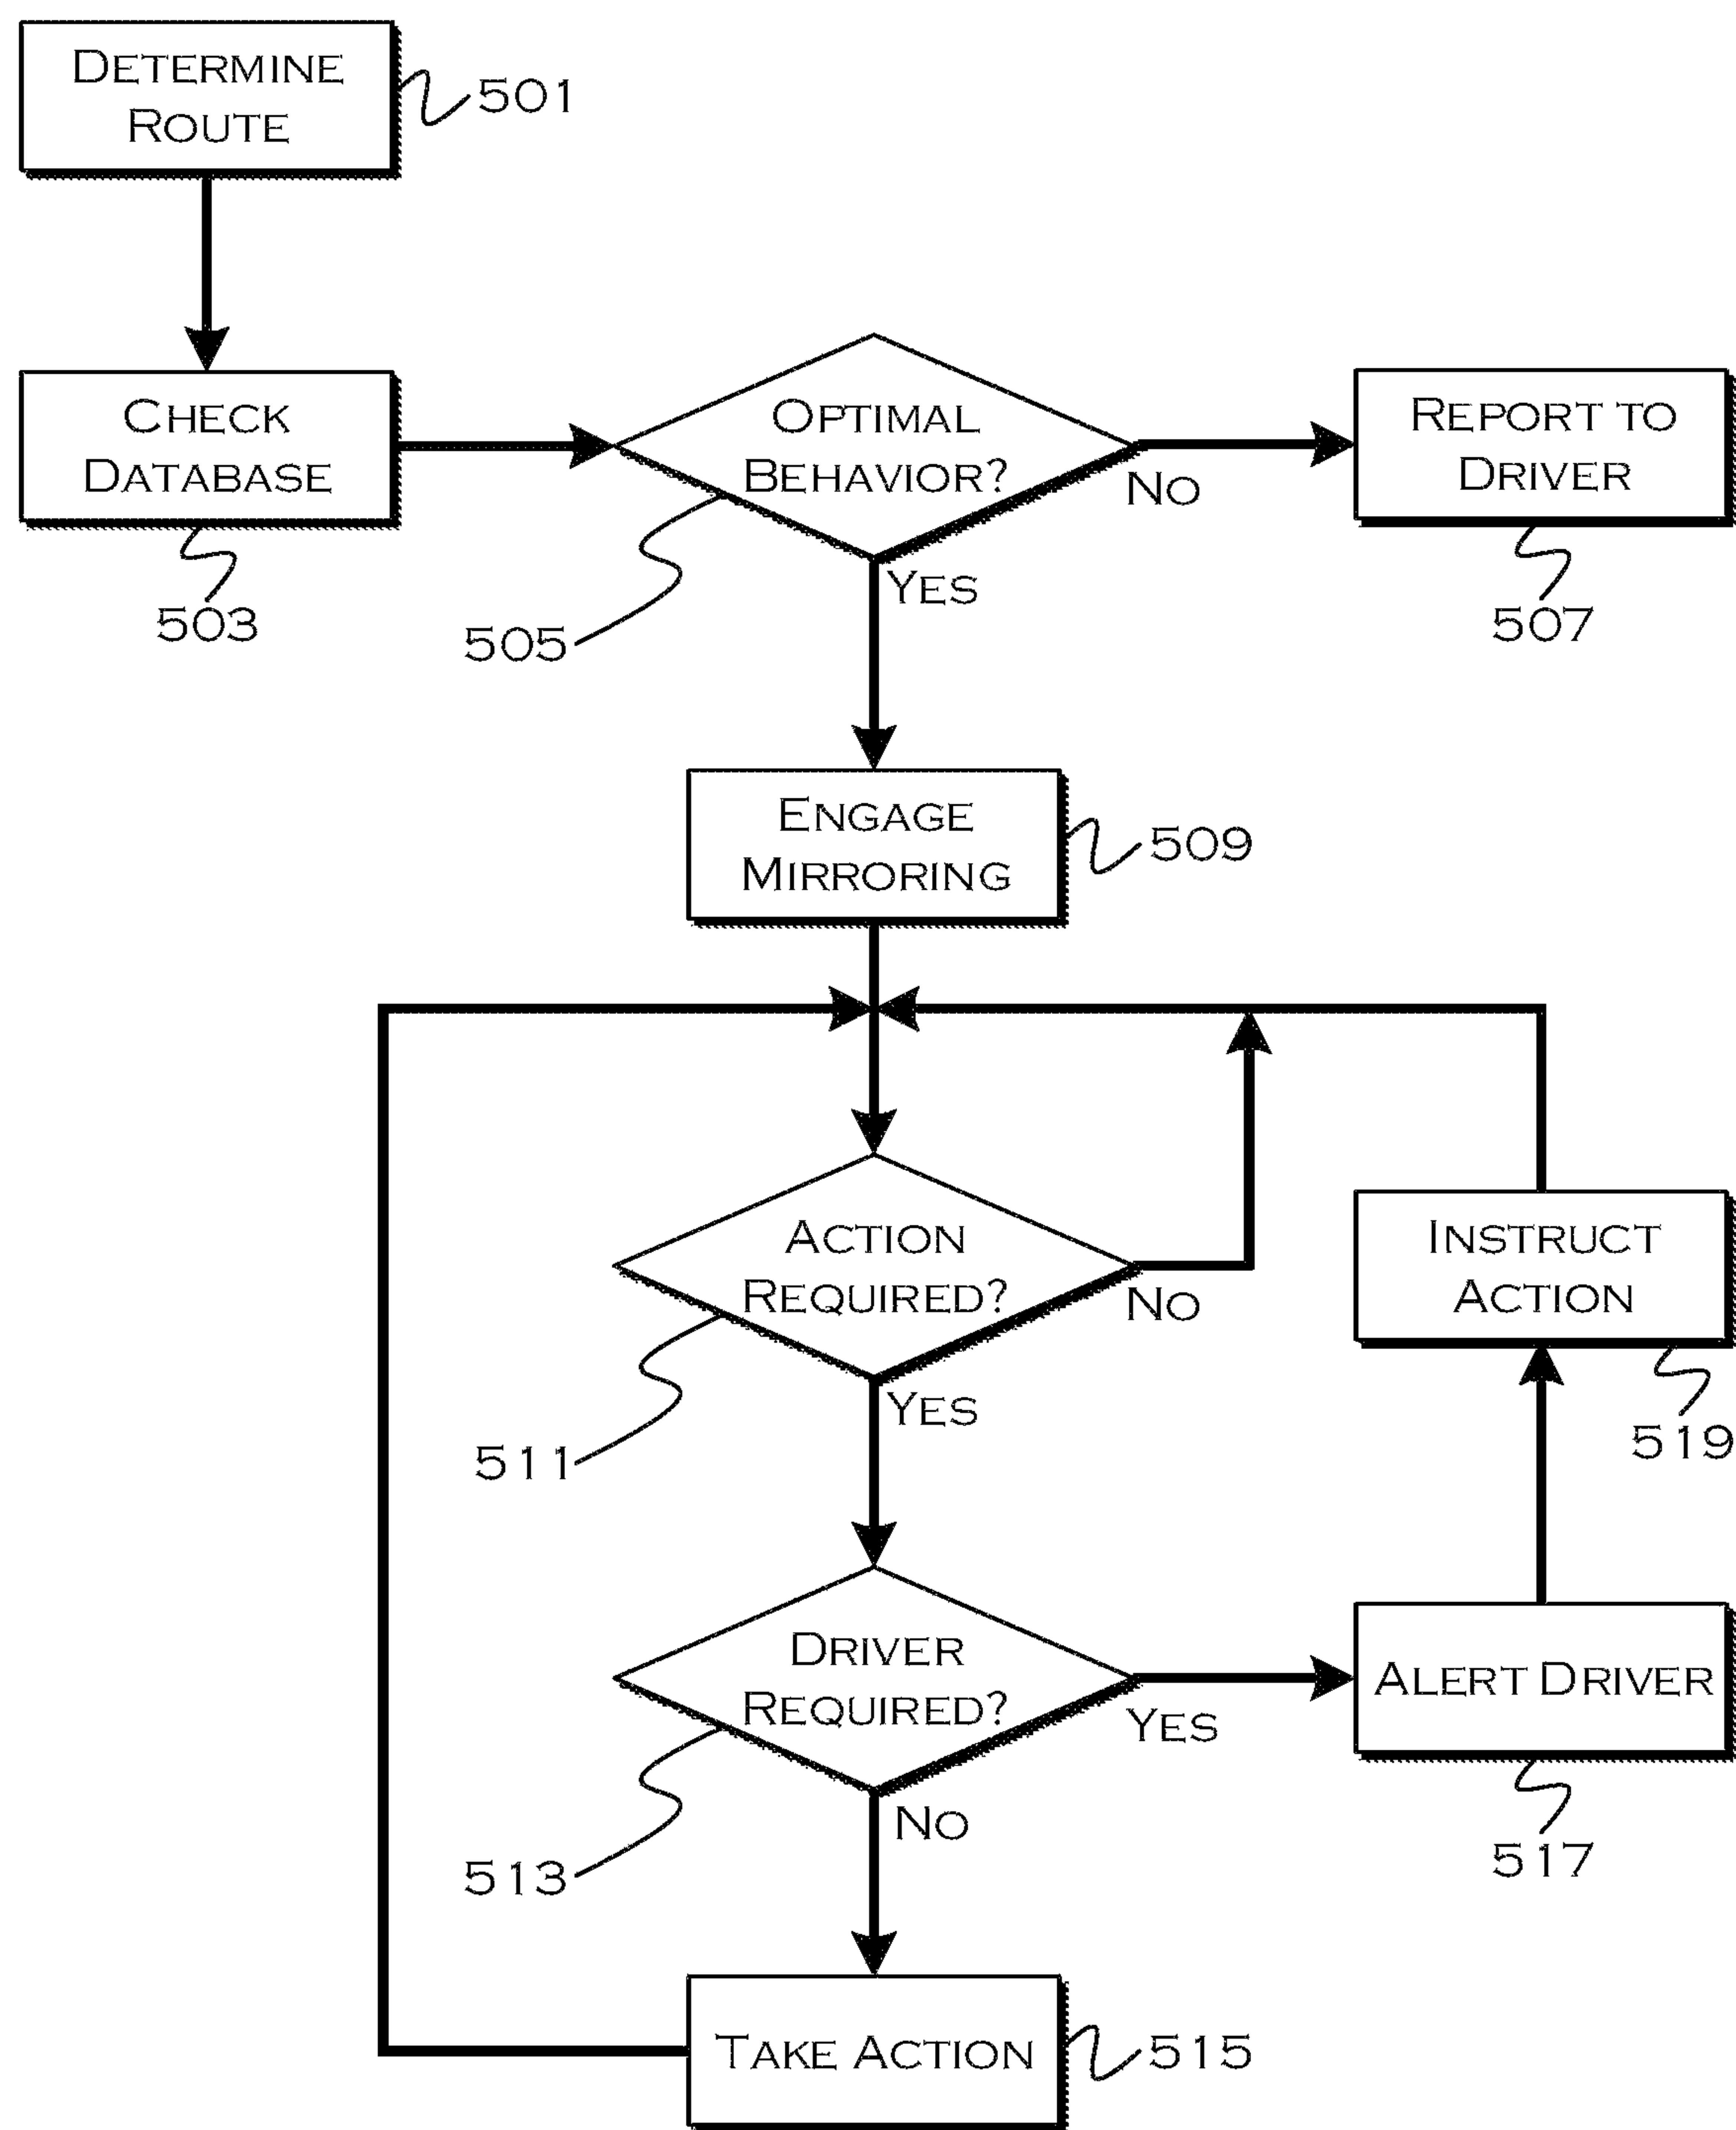 DETERMINE
ROUTE
501
CHECK
DATABASE
503
OPTIMAL
BEHAVIOR?
505
NO
YES
REPORT TO
DRIVER
507
ENGAGE
MIRRORING
509
ACTION
REQUIRED?
511
NO
YES
INSTRUCT
ACTION
519
DRIVER
REQUIRED?
513
YES
NO
ALERT DRIVER
517
TAKE ACTION
515